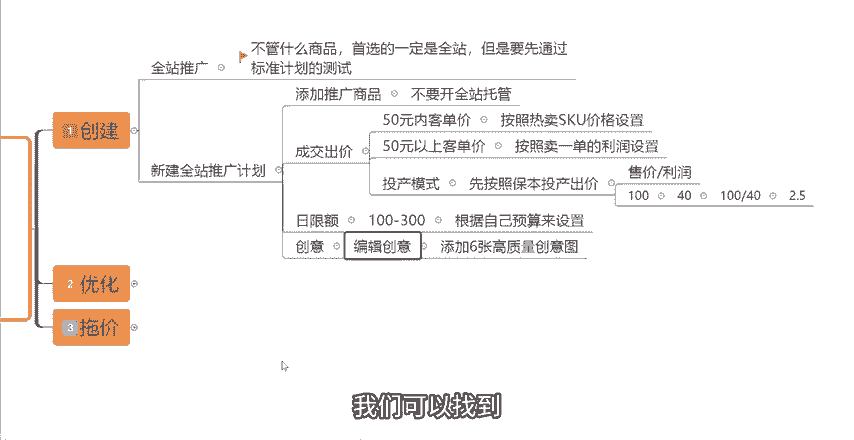 不管什么商品，首选的一定是全站，但是要先通过
标准计划的测试
全站推广
添加推广商品
不要开全站托管
1 创建
50元内客单价
按照热卖SKU价格设置
成交出价
50元以上客单价
按照卖一单的利润设置
新建全站推广计划
投产模式
先按照保本投产出价
售价/利润
100
40
100/40
2.5
日限额
100-300
根据自己预算来设置
创意
编辑创意
添加6张高质量创意图
2 优化
3 拖价
我们可以找到